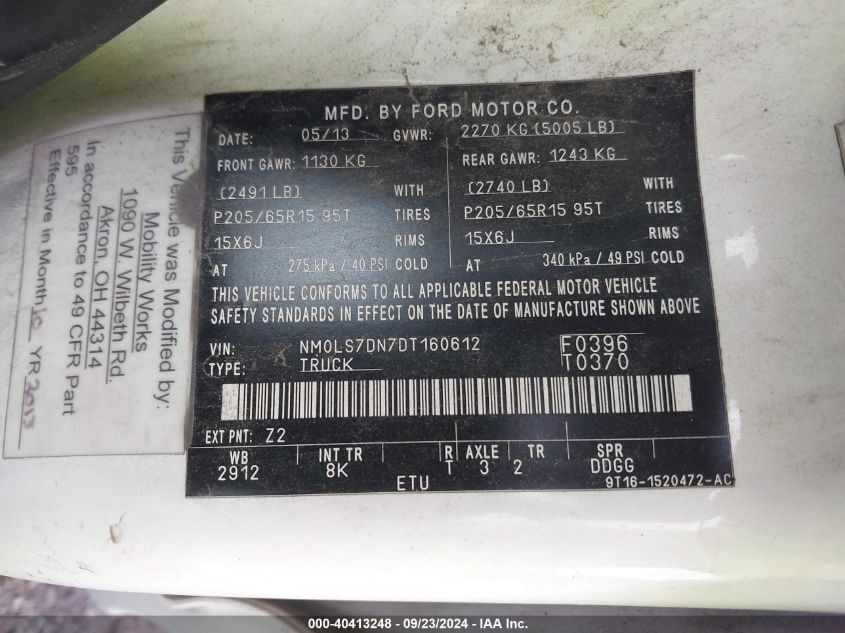 MFD. BY FORD MOTOR CO.
DATE: 05/13 GVWR: 2270 KG (5005 LB)
FRONT GAWR: 1130 KG REAR GAWR: 1243 KG
(2491 LB) WITH (2740 LB) WITH
P205/65R15 95T TIRES P205/65R15 95T TIRES
15X6J RIMS 15X6J RIMS
AT 275 kPa / 40 PSI COLD AT 340 kPa / 49 PSI COLD
THIS VEHICLE CONFORMS TO ALL APPLICABLE FEDERAL MOTOR VEHICLE
SAFETY STANDARDS IN EFFECT ON THE DATE OF MANUFACTURE SHOWN ABOVE
VIN: NM0LS7DN7DT160612 F0396
TYPE: TRUCK T0370
EXT PNT: Z2
WB INT TR R AXLE TR SPR
2912 8K T 3 2 DDGG
ETU 9T16-1520472-AC
This Vehicle was Modified by:
Mobility Works
1090 W. Wilbeth Rd.
Akron, OH 44314
In accordance to 49 CFR Part
595
Effective in Month 10 YR 2013
000-40413248 - 09/23/2024 - IAA Inc.